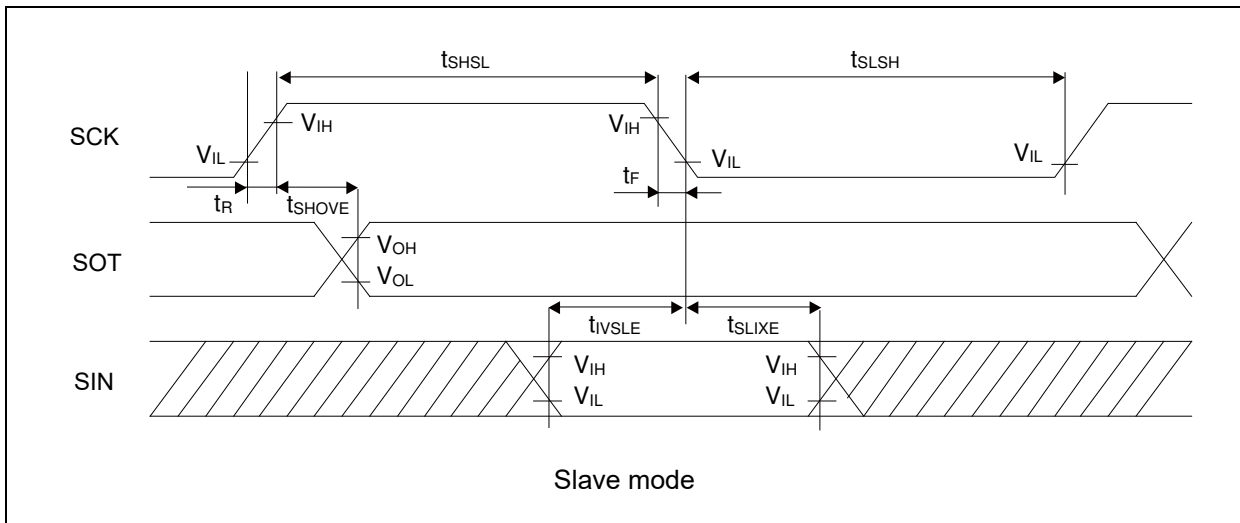 tSHSL
tSLSH
SCK
VIH
VIH
VIL
VIL
VIL
tR
tSHOVE
tF
SOT
VOH
VOL
tIVSLE
tSLIXE
SIN
VIH
VIH
VIL
VIL
Slave mode